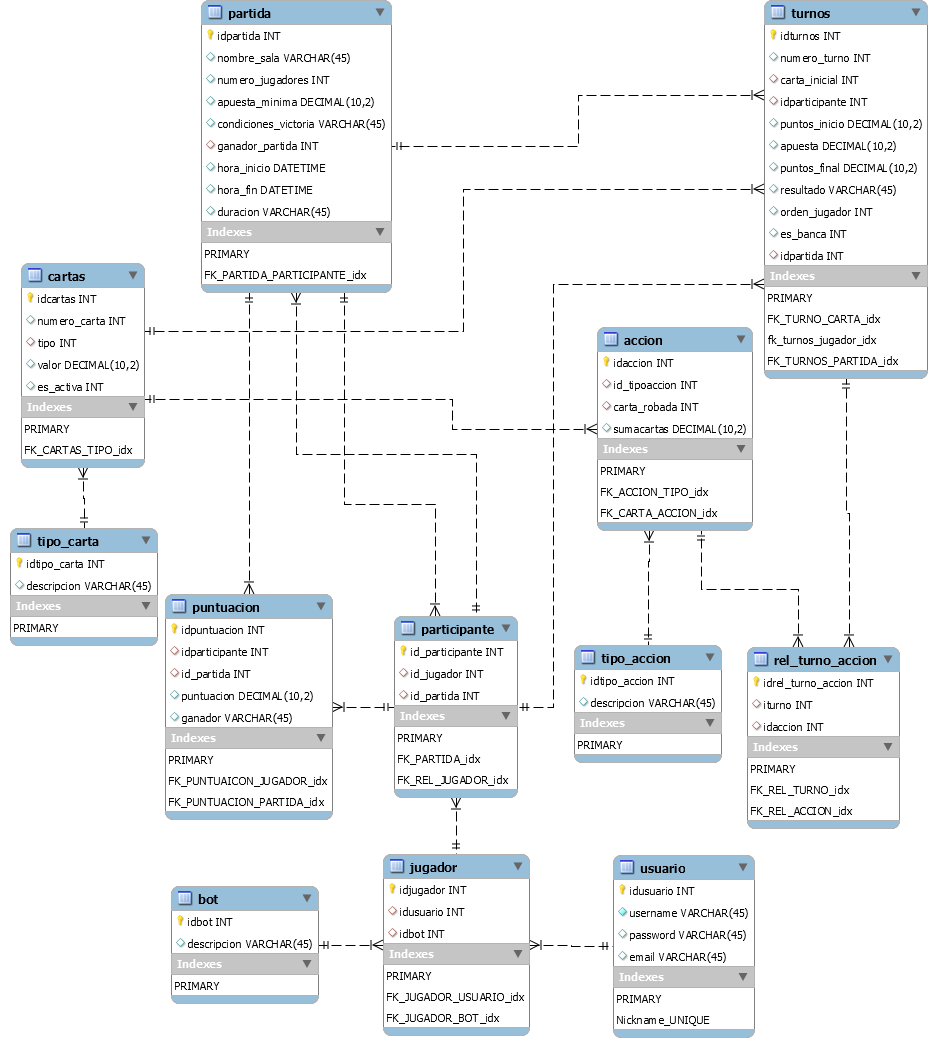 partida
idpartida INT
nombre_sala VARCHAR(45)
numero_jugadores INT
apuesta_minima DECIMAL(10,2)
condiciones_victoria VARCHAR(45)
ganador_partida INT
hora_inicio DATETIME
hora_fin DATETIME
duracion VARCHAR(45)
Indexes
PRIMARY
FK_PARTIDA_PARTICIPANTE_idx
turnos
idturnos INT
numero_turno INT
carta_inicial INT
idparticipante INT
puntos_inicio DECIMAL(10,2)
apuesta DECIMAL(10,2)
puntos_final DECIMAL(10,2)
resultado VARCHAR(45)
orden_jugador INT
es_banca INT
idpartida INT
Indexes
PRIMARY
FK_TURNO_CARTA_idx
fk_turnos_jugador_idx
FK_TURNOS_PARTIDA_idx
cartas
idcartas INT
numero_carta INT
tipo INT
valor DECIMAL(10,2)
es_activa INT
Indexes
PRIMARY
FK_CARTAS_TIPO_idx
accion
idaccion INT
id_tipoaccion INT
carta_robada INT
sumacartas DECIMAL(10,2)
Indexes
PRIMARY
FK_ACCION_TIPO_idx
FK_CARTA_ACCION_idx
tipo_carta
idtipo_carta INT
descripcion VARCHAR(45)
Indexes
PRIMARY
puntuacion
idpuntuacion INT
idparticipante INT
id_partida INT
puntuacion DECIMAL(10,2)
ganador VARCHAR(45)
Indexes
PRIMARY
FK_PUNTUAICON_JUGADOR_idx
FK_PUNTUACION_PARTIDA_idx
participante
id_participante INT
id_jugador INT
id_partida INT
Indexes
PRIMARY
FK_PARTIDA_idx
FK_REL_JUGADOR_idx
tipo_accion
idtipo_accion INT
descripcion VARCHAR(45)
Indexes
PRIMARY
rel_turno_accion
idrel_turno_accion INT
iturno INT
idaccion INT
Indexes
PRIMARY
FK_REL_TURNO_idx
FK_REL_ACCION_idx
bot
idbot INT
descripcion VARCHAR(45)
Indexes
PRIMARY
jugador
idjugador INT
idusuario INT
idbot INT
Indexes
PRIMARY
FK_JUGADOR_USUARIO_idx
FK_JUGADOR_BOT_idx
usuario
idusuario INT
username VARCHAR(45)
password VARCHAR(45)
email VARCHAR(45)
Indexes
PRIMARY
Nickname_UNIQUE